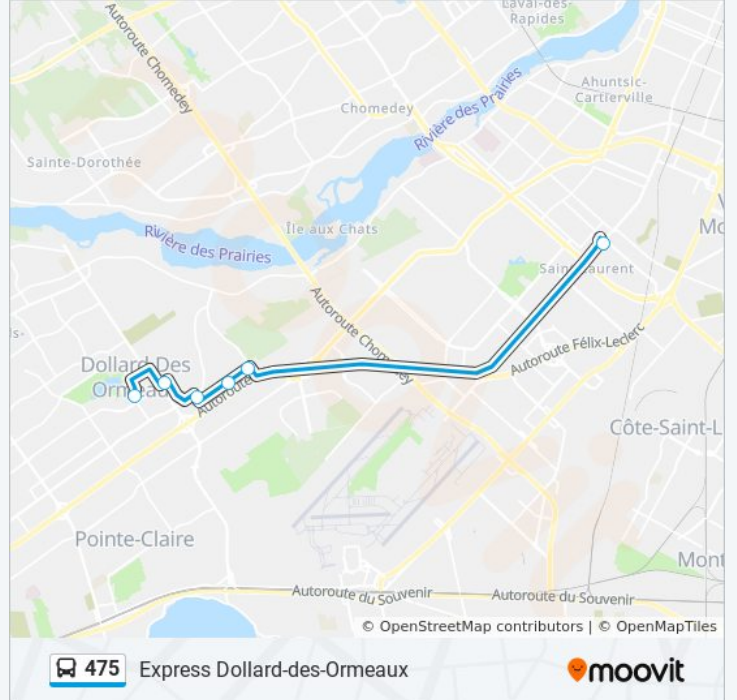 Laval-des-
Rapides
Autoroute Chomedey
Ahuntsic-
Cartierville
Chomedey
Rivière des Prairies
Sainte-Dorothée
Île aux Chats
Rivière des Prairies
Saint-Laurent
Autoroute Chomedey
Autoroute Félix-Leclerc
Dollard-Des
Ormeaux
Autoroute
Côte-Saint-L
Pointe-Claire
Mont
Autoroute du Souvenir
Autoroute du Souvenir
© OpenStreetMap contributors | © OpenMapTiles
475 Express Dollard-des-Ormeaux
moovit